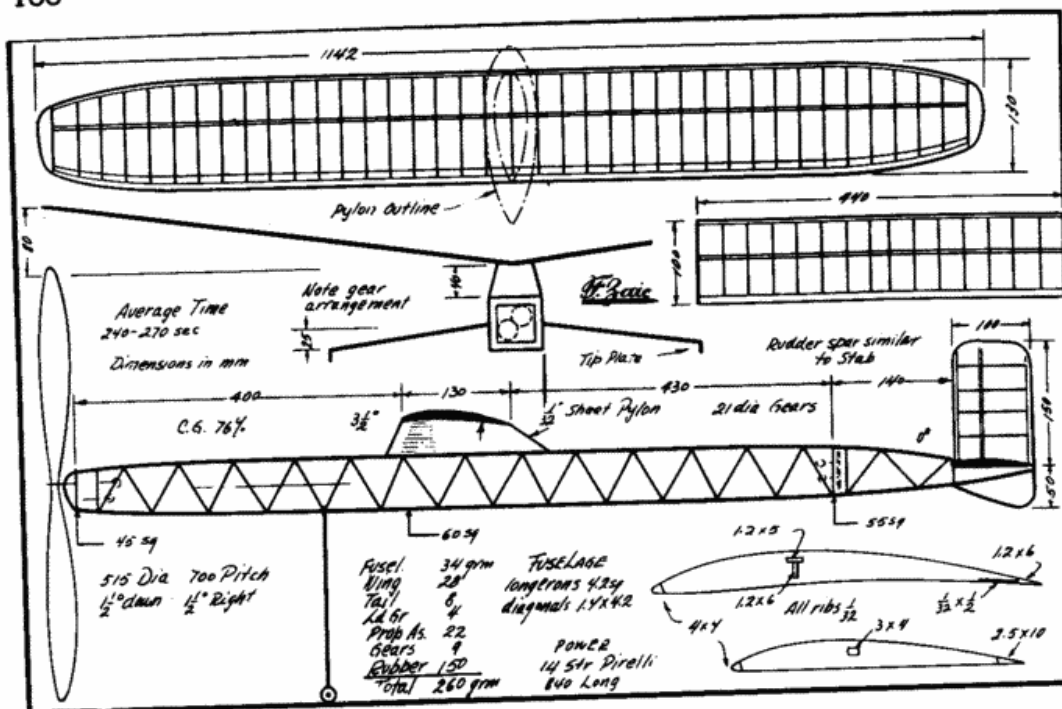 1142
130
Pylon Outline
440
100
80
40
25
Average Time
240-270 sec
Dimensions in mm
Note gear
arrangement
F. Zaic
Tip Plate
Rudder spar similar
to Stab
100
400
130
430
140
C.G. 76%
3½°
1/32" Sheet Pylon
21 dia Gears
0°
150
50
45 sq
60 sq
55 sq
515 Dia 700 Pitch
½° down 1½° Right
Fusel. 34 grm
Wing 28
Tail 8
Ld Gr 4
Prop As. 22
Gears 9
Rubber 150
Total 260 grm
FUSELAGE
longerons 4.2 sq
diagonals 1.4 x 4.2
POWER
14 Str Pirelli
840 Long
1.2 x 5
1.2 x 6
1.2 x 6
All ribs 1/32
1/32 x 1/2
4 x 4
3 x 4
2.5 x 10